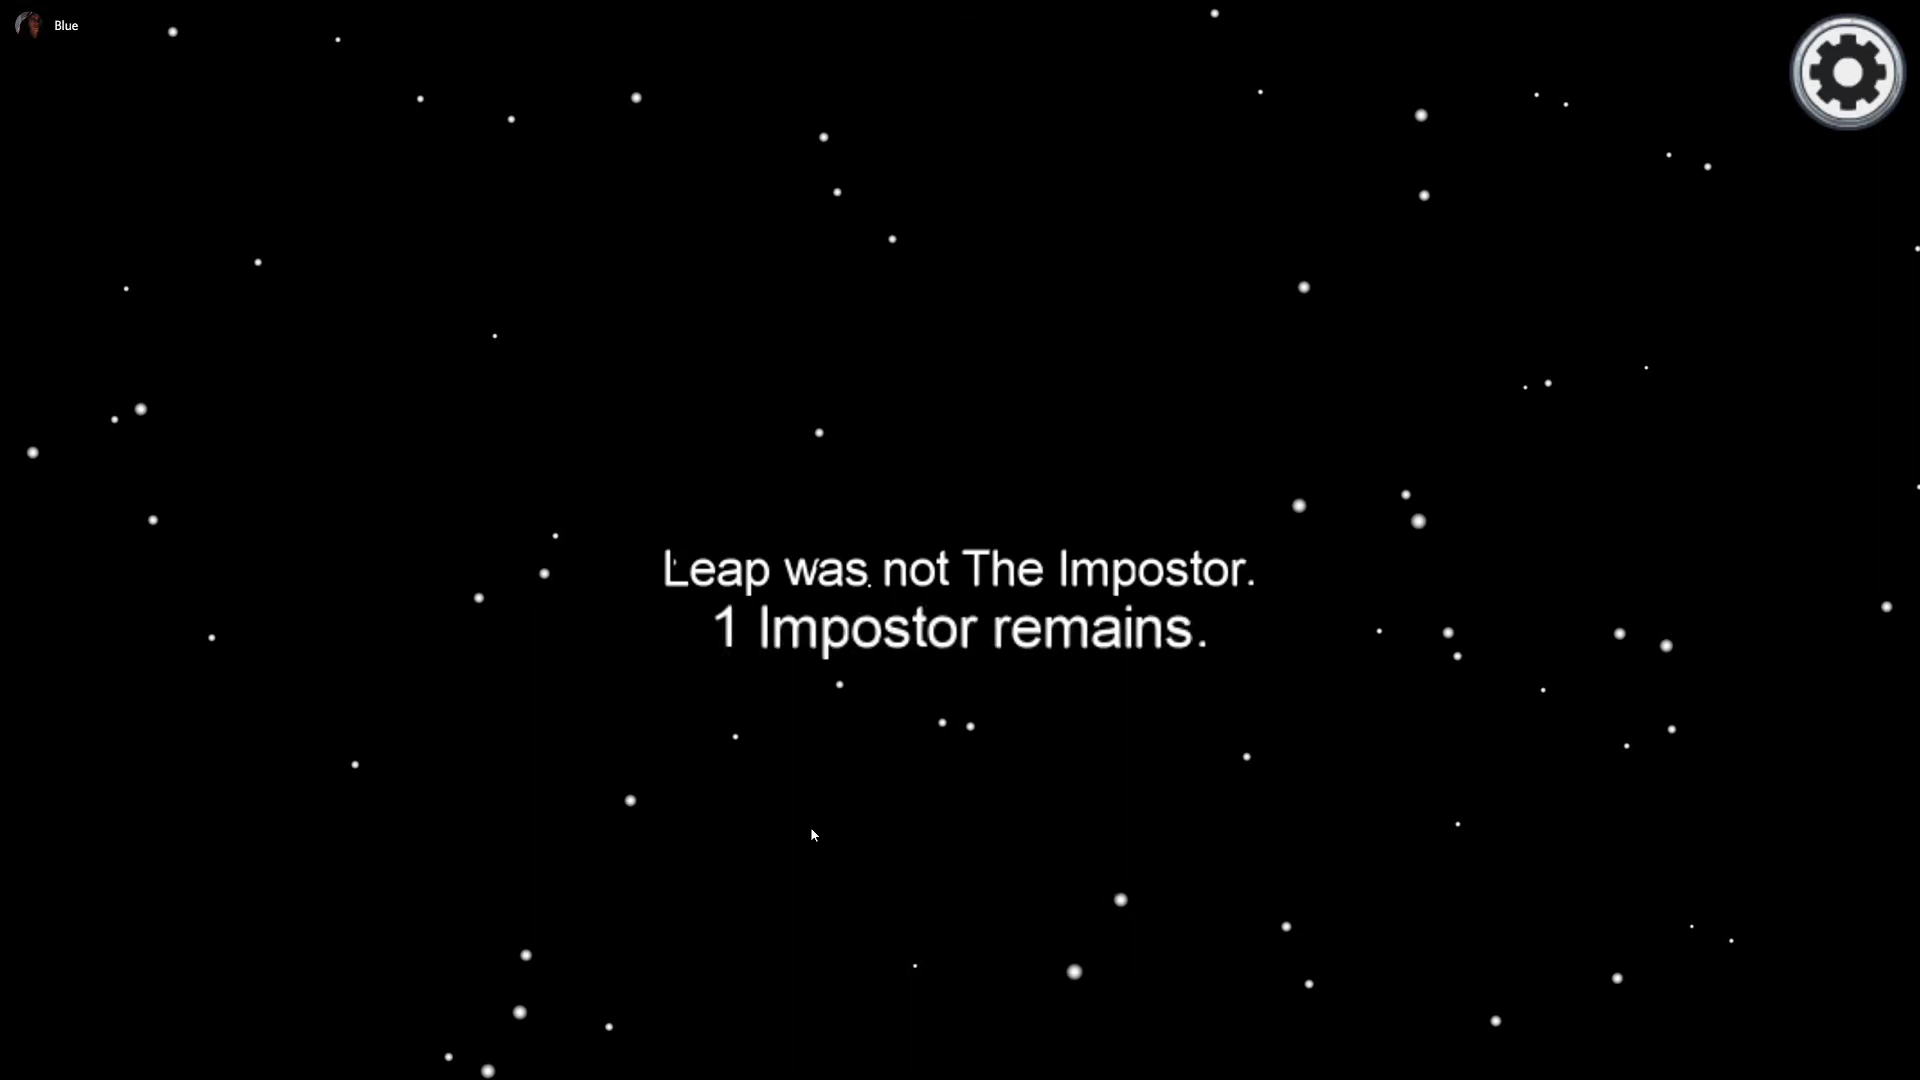 Blue
Leap was not The Impostor.
1 Impostor remains.